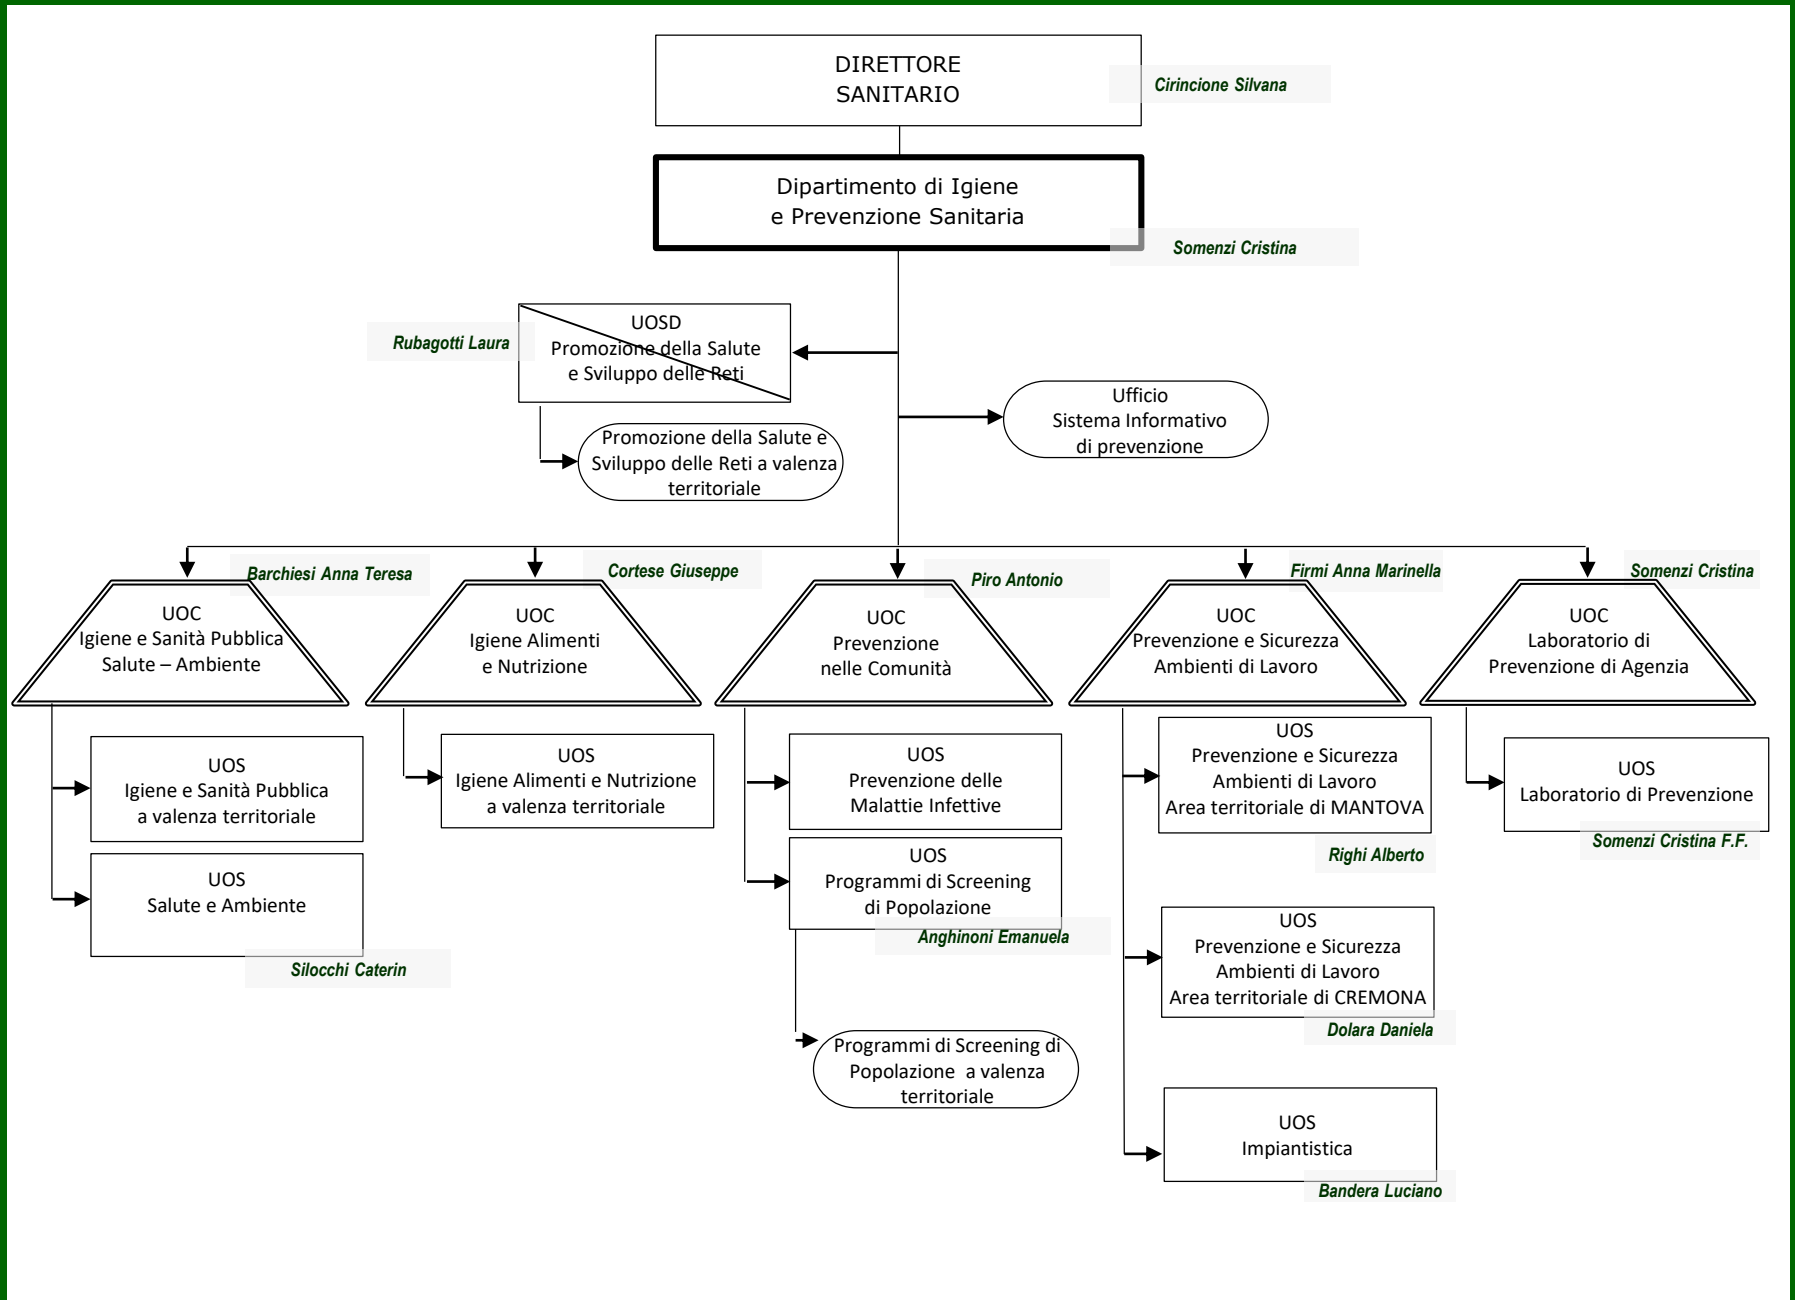 DIRETTORE
SANITARIO
Cirincione Silvana
Dipartimento di Igiene
e Prevenzione Sanitaria
Somenzi Cristina
Rubagotti Laura
UOSD
Promozione della Salute
e Sviluppo delle Reti
Ufficio
Sistema Informativo
di prevenzione
Promozione della Salute e
Sviluppo delle Reti a valenza
territoriale
Barchiesi Anna Teresa
UOC
Igiene e Sanità Pubblica
Salute – Ambiente
UOS
Igiene e Sanità Pubblica
a valenza territoriale
UOS
Salute e Ambiente
Silocchi Caterin
Cortese Giuseppe
UOC
Igiene Alimenti
e Nutrizione
UOS
Igiene Alimenti e Nutrizione
a valenza territoriale
Piro Antonio
UOC
Prevenzione
nelle Comunità
UOS
Prevenzione delle
Malattie Infettive
UOS
Programmi di Screening
di Popolazione
Anghinoni Emanuela
Programmi di Screening di
Popolazione a valenza
territoriale
Firmi Anna Marinella
UOC
Prevenzione e Sicurezza
Ambienti di Lavoro
UOS
Prevenzione e Sicurezza
Ambienti di Lavoro
Area territoriale di MANTOVA
Righi Alberto
UOS
Prevenzione e Sicurezza
Ambienti di Lavoro
Area territoriale di CREMONA
Dolara Daniela
UOS
Impiantistica
Bandera Luciano
Somenzi Cristina
UOC
Laboratorio di
Prevenzione di Agenzia
UOS
Laboratorio di Prevenzione
Somenzi Cristina F.F.